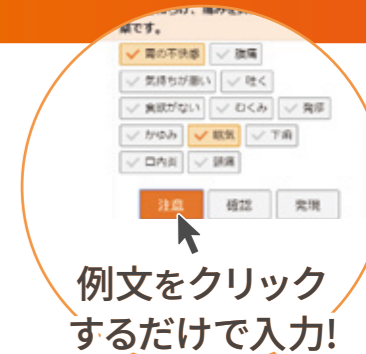 点です。
胃の不快感 腹痛
気持ちが悪い 吐く
食欲がない むくみ 発疹
かゆみ 眠気 下痢
口内炎 頭痛
注意 確認 発現
例文をクリック
するだけで入力!